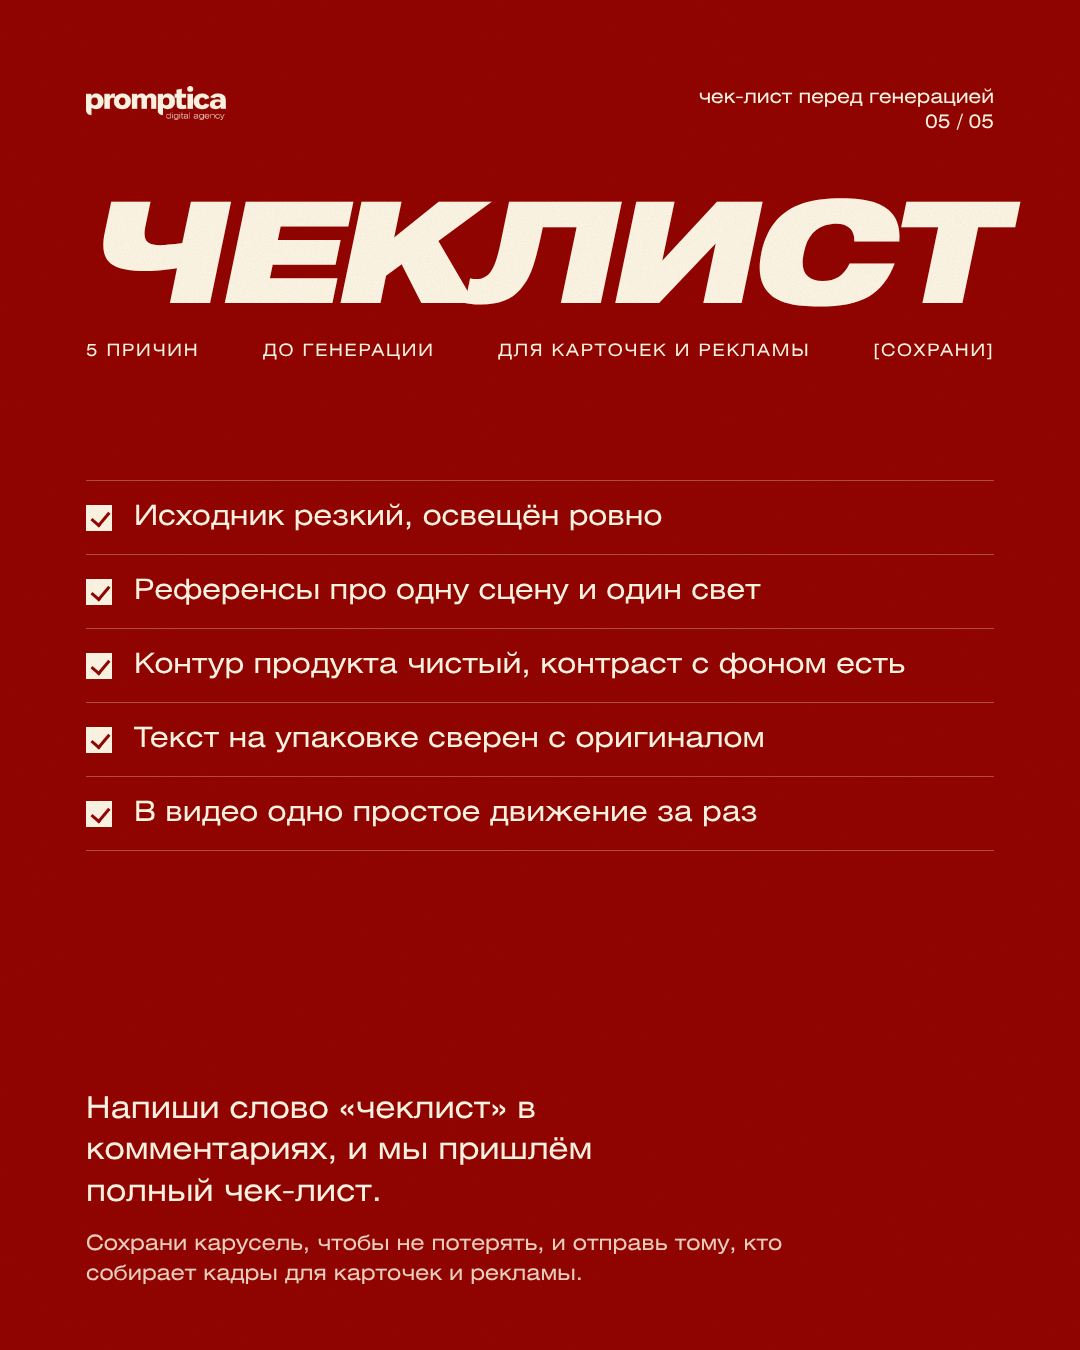 promptica
digital agency
чек-лист перед генерацией
05 / 05
ЧЕКЛИСТ
5 ПРИЧИН ДО ГЕНЕРАЦИИ ДЛЯ КАРТОЧЕК И РЕКЛАМЫ [СОХРАНИ]
Исходник резкий, освещён ровно
Референсы про одну сцену и один свет
Контур продукта чистый, контраст с фоном есть
Текст на упаковке сверен с оригиналом
В видео одно простое движение за раз
Напиши слово «чеклист» в
комментариях, и мы пришлём
полный чек-лист.
Сохрани карусель, чтобы не потерять, и отправь тому, кто
собирает кадры для карточек и рекламы.